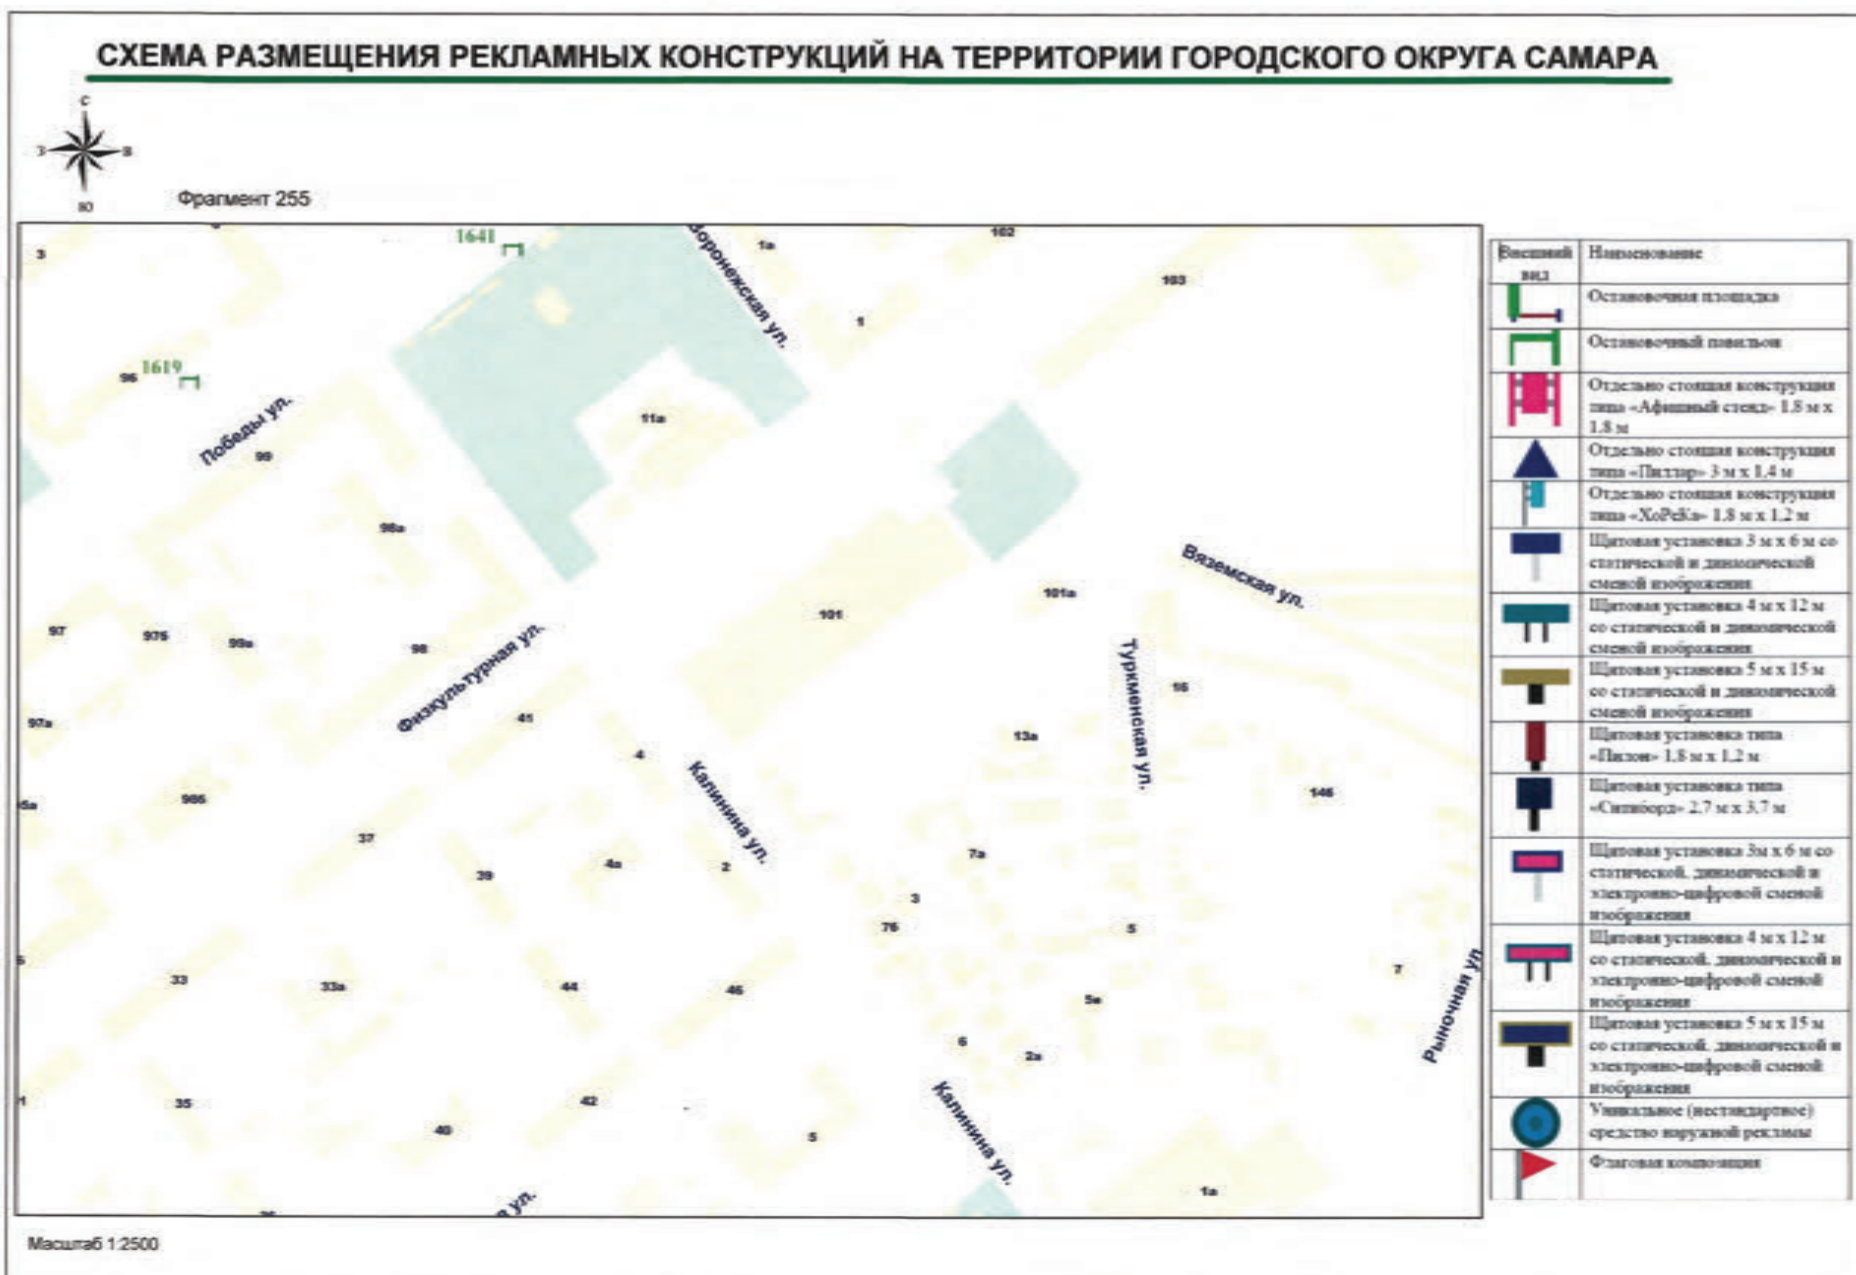 СХЕМА РАЗМЕЩЕНИЯ РЕКЛАМНЫХ КОНСТРУКЦИЙ НА ТЕРРИТОРИИ ГОРОДСКОГО ОКРУГА САМАРА
С
З
В
Ю
Фрагмент 255
1641
Воронежская ул.
1а
102
3
103
1
96
1619
Победы ул.
99
11а
98а
Вяземская ул.
101а
101
97
99а
98
Физкультурная ул.
Туркменская ул.
16
97а
41
13а
4
Калинина ул.
5а
37
7а
4а
2
39
3
5
7
Рыночная ул
33
33а
44
46
6
2а
35
42
40
5
Калинина ул.
1а
ул.
Масштаб 1:2500
Внешний вид
Наименование
Остановочная площадка
Остановочный павильон
Отдельно стоящая конструкция
типа «Афишный стенд» 1,8 м х
1,8 м
Отдельно стоящая конструкция
типа «Пиллар» 3 м х 1,4 м
Отдельно стоящая конструкция
типа «ХоРеКа» 1,8 м х 1,2 м
Щитовая установка 3 м х 6 м со
статической и динамической
сменой изображения
Щитовая установка 4 м х 12 м
со статической и динамической
сменой изображения
Щитовая установка 5 м х 15 м
со статической и динамической
сменой изображения
Щитовая установка типа
«Пилон» 1,8 м х 1,2 м
Щитовая установка типа
«Ситиборд» 2,7 м х 3,7 м
Щитовая установка 3м х 6 м со
статической, динамической и
электронно-цифровой сменой
изображения
Щитовая установка 4 м х 12 м
со статической, динамической и
электронно-цифровой сменой
изображения
Щитовая установка 5 м х 15 м
со статической, динамической и
электронно-цифровой сменой
изображения
Уникальное (нестандартное)
средство наружной рекламы
Флаговая композиция